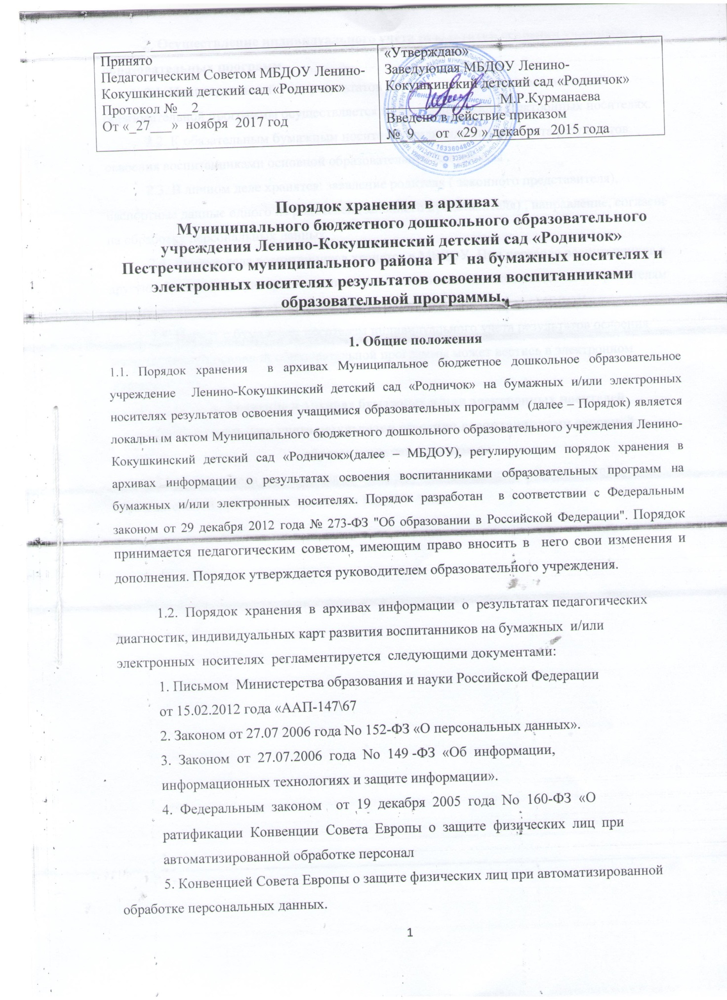 Принято
Педагогическим Советом МБДОУ Ленино-
Кокушкинский детский сад «Родничок»
Протокол №__2__
От «_27___»  ноября  2017 год
«Утверждаю»
Заведующая МБДОУ Ленино-
Кокушкинский детский сад «Родничок»
М.Р.Курманаева
Введено в действие приказом
№_9___от  «29 » декабря   2015 года
ИНН 1633604805
Порядок хранения  в архивах
Муниципального бюджетного дошкольного образовательного
учреждения Ленино-Кокушкинский детский сад «Родничок»
Пестречинского муниципального района РТ  на бумажных носителях и
электронных носителях результатов освоения воспитанниками
образовательной программы.
1. Общие положения
1.1. Порядок хранения  в архивах Муниципальное бюджетное дошкольное образовательное
учреждение  Ленино-Кокушкинский детский сад «Родничок» на бумажных и/или электронных
носителях результатов освоения учащимися образовательных программ  (далее – Порядок) является
локальным актом Муниципального бюджетного дошкольного образовательного учреждения Ленино-
Кокушкинский детский сад «Родничок»(далее – МБДОУ), регулирующим порядок хранения в
архивах информации о результатах освоения воспитанниками образовательных программ на
бумажных и/или электронных носителях. Порядок разработан  в соответствии с Федеральным
законом от 29 декабря 2012 года № 273-ФЗ "Об образовании в Российской Федерации". Порядок
принимается педагогическим советом, имеющим право вносить в  него свои изменения и
дополнения. Порядок утверждается руководителем образовательного учреждения.
1.2. Порядок хранения в архивах информации о результатах педагогических
диагностик, индивидуальных карт развития воспитанников на бумажных  и/или
электронных носителях регламентируется следующими документами:
1. Письмом  Министерства образования и науки Российской Федерации
от 15.02.2012 года «ААП-147\67
2. Законом от 27.07 2006 года No 152-ФЗ «О персональных данных».
3. Законом от 27.07.2006 года No 149 -ФЗ «Об информации,
информационных технологиях и защите информации».
4. Федеральным законом  от 19 декабря 2005 года No 160-ФЗ «О
ратификации Конвенции Совета Европы о защите физических лиц при
автоматизированной обработке персонал
5. Конвенцией Совета Европы о защите физических лиц при автоматизированной
обработке персональных данных.
1